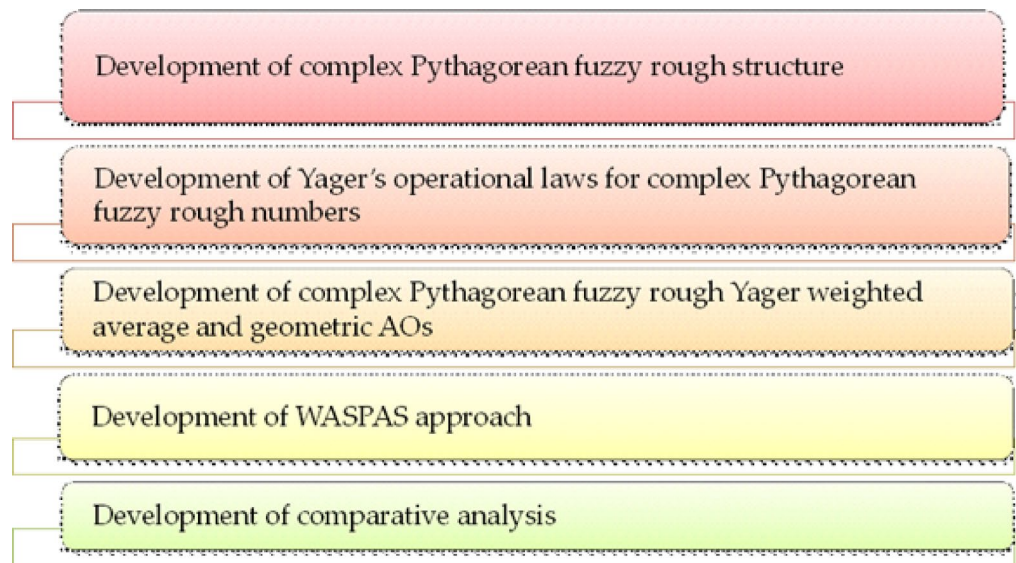 Development of complex Pythagorean fuzzy rough structure
Development of Yager's operational laws for complex Pythagorean
fuzzy rough numbers
Development of complex Pythagorean fuzzy rough Yager weighted
average and geometric AOs
Development of WASPAS approach
Development of comparative analysis